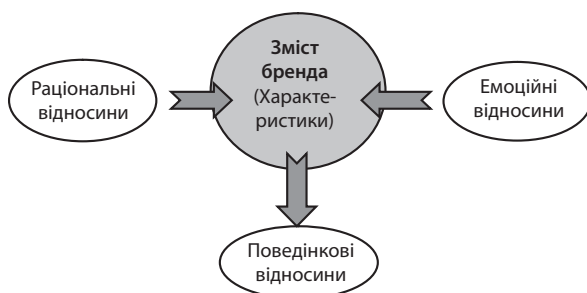 Зміст
бренда
(Характе-
ристики)
Раціональні
відносини
Емоційні
відносини
Поведінкові
відносини